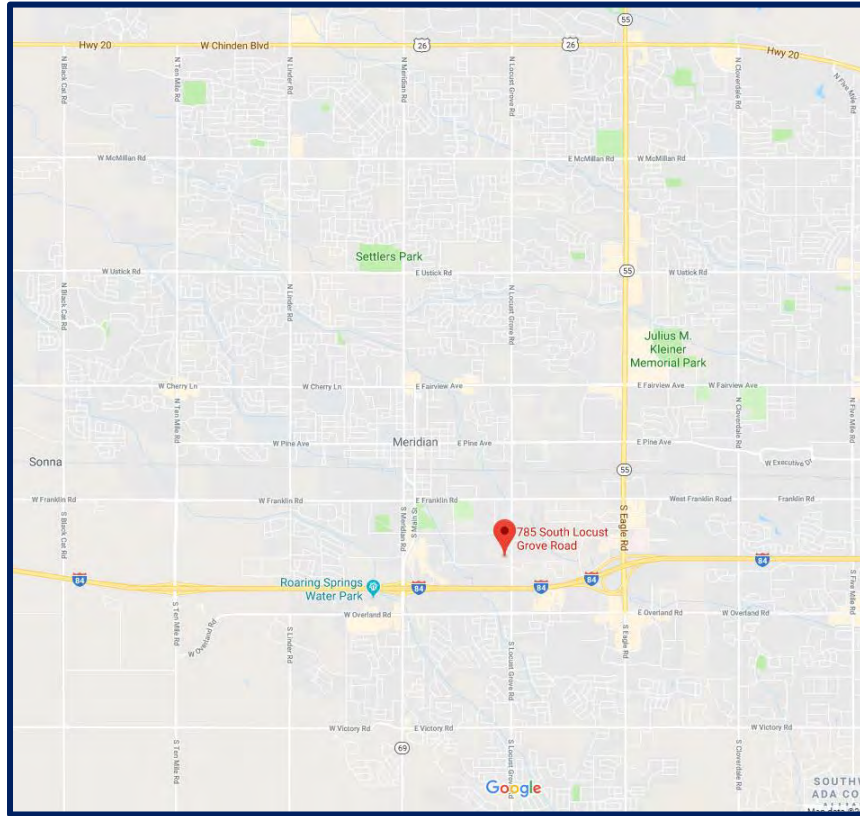 55
Hwy 20
W Chinden Blvd
26
26
Hwy 20
N Black Cat Rd
N Ten Mile Rd
N Linder Rd
N Meridian Rd
N Locust Grove Rd
N Cloverdale Rd
N Five Mile Rd
W McMillan Rd
E McMillan Rd
W McMillan Rd
Settlers Park
W Ustick Rd
E Ustick Rd
55
W Ustick Rd
N Black Cat Rd
N Linder Rd
N Locust Grove Rd
Julius M.
Kleiner
Memorial Park
W Cherry Ln
W Cherry Ln
E Fairview Ave
E Fairview Ave
W Fairview Ave
N Ten Mile Rd
N Cloverdale Rd
N Five Mile Rd
W Pine Ave
Meridian
E Pine Ave
E Pine Ave
Sonna
55
W Executive Dr
W Franklin Rd
W Franklin Rd
E Franklin Rd
West Franklin Road
Franklin Rd
S Black Cat Rd
S Meridian Rd
S Main St
S Eagle Rd
785 South Locust
Grove Road
84
84
84
84
84
Roaring Springs
Water Park
S Ten Mile Rd
S Five Mile Rd
W Overland Rd
E Overland Rd
W Overland Rd
W Overland Rd
S Linder Rd
S Locust Grove Rd
S Eagle Rd
W Victory Rd
E Victory Rd
W Victory Rd
69
S Ten Mile Rd
S Locust Grove Rd
S Cloverdale Rd
Google
SOUTHW
ADA CO